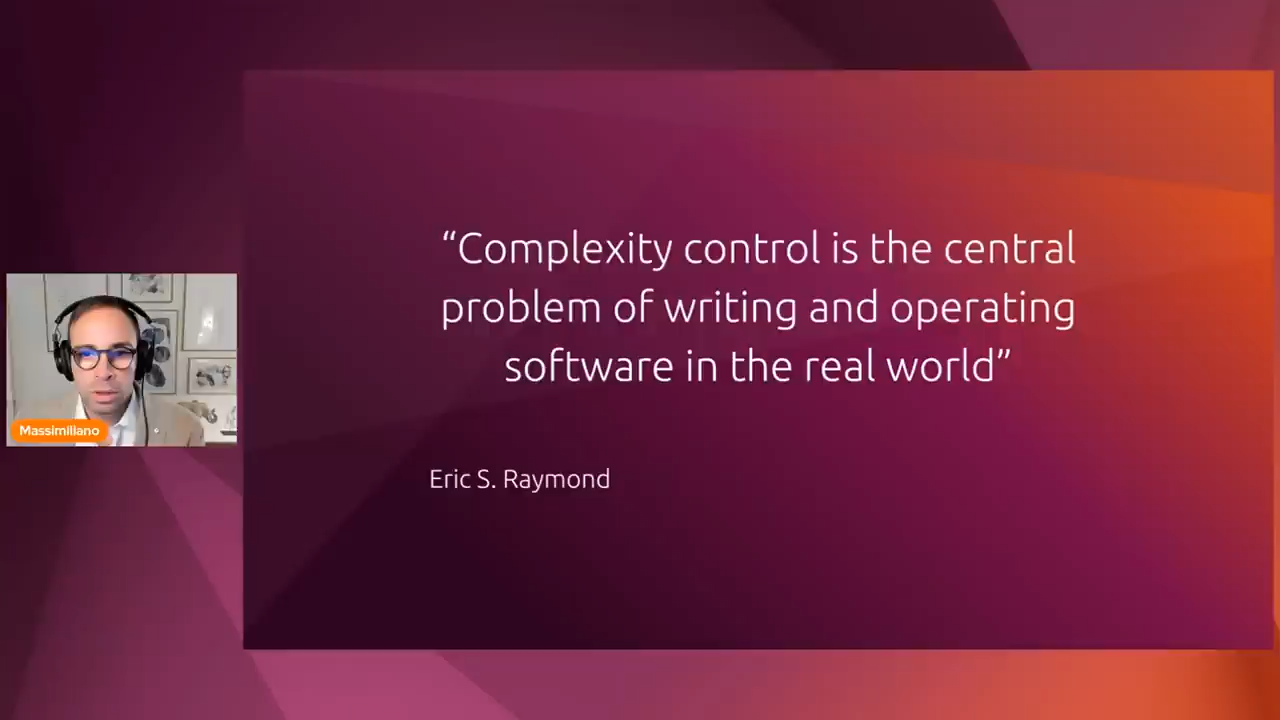 “Complexity control is the central
problem of writing and operating
software in the real world”
Eric S. Raymond
Massimiliano